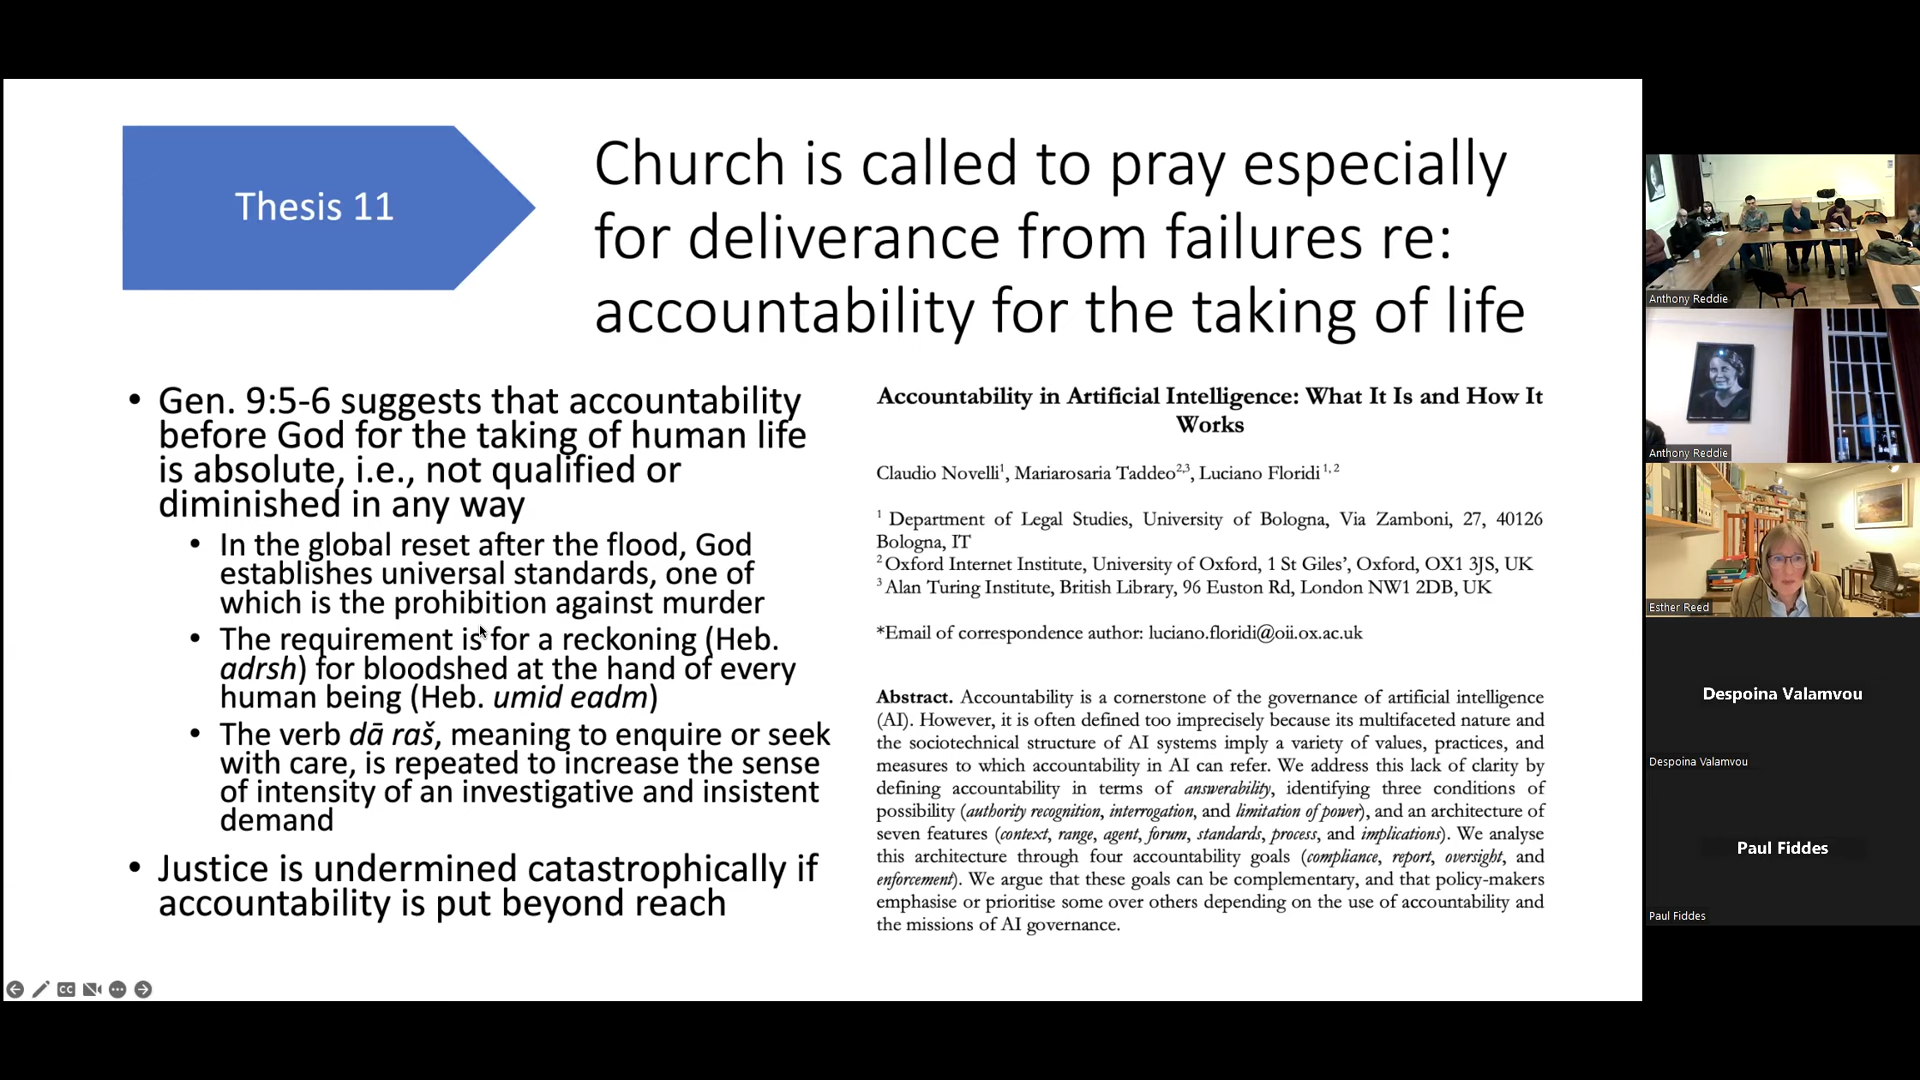 Thesis 11
Church is called to pray especially
for deliverance from failures re:
accountability for the taking of life
• Gen. 9:5-6 suggests that accountability
before God for the taking of human life
is absolute, i.e., not qualified or
diminished in any way
• In the global reset after the flood, God
establishes universal standards, one of
which is the prohibition against murder
• The requirement is for a reckoning (Heb.
adrsh) for bloodshed at the hand of every
human being (Heb. umid eadm)
• The verb dā raš, meaning to enquire or seek
with care, is repeated to increase the sense
of intensity of an investigative and insistent
demand
• Justice is undermined catastrophically if
accountability is put beyond reach
Accountability in Artificial Intelligence: What It Is and How It
Works
Claudio Novelli1, Mariarosaria Taddeo2,3, Luciano Floridi 1, 2
1 Department of Legal Studies, University of Bologna, Via Zamboni, 27, 40126
Bologna, IT
2 Oxford Internet Institute, University of Oxford, 1 St Giles’, Oxford, OX1 3JS, UK
3 Alan Turing Institute, British Library, 96 Euston Rd, London NW1 2DB, UK
*Email of correspondence author: luciano.floridi@oii.ox.ac.uk
Abstract. Accountability is a cornerstone of the governance of artificial intelligence
(AI). However, it is often defined too imprecisely because its multifaceted nature and
the sociotechnical structure of AI systems imply a variety of values, practices, and
measures to which accountability in AI can refer. We address this lack of clarity by
defining accountability in terms of answerability, identifying three conditions of
possibility (authority recognition, interrogation, and limitation of power), and an architecture of
seven features (context, range, agent, forum, standards, process, and implications). We analyse
this architecture through four accountability goals (compliance, report, oversight, and
enforcement). We argue that these goals can be complementary, and that policy-makers
emphasise or prioritise some over others depending on the use of accountability and
the missions of AI governance.
CC
Anthony Reddie
Anthony Reddie
Esther Reed
Despoina Valamvou
Despoina Valamvou
Paul Fiddes
Paul Fiddes